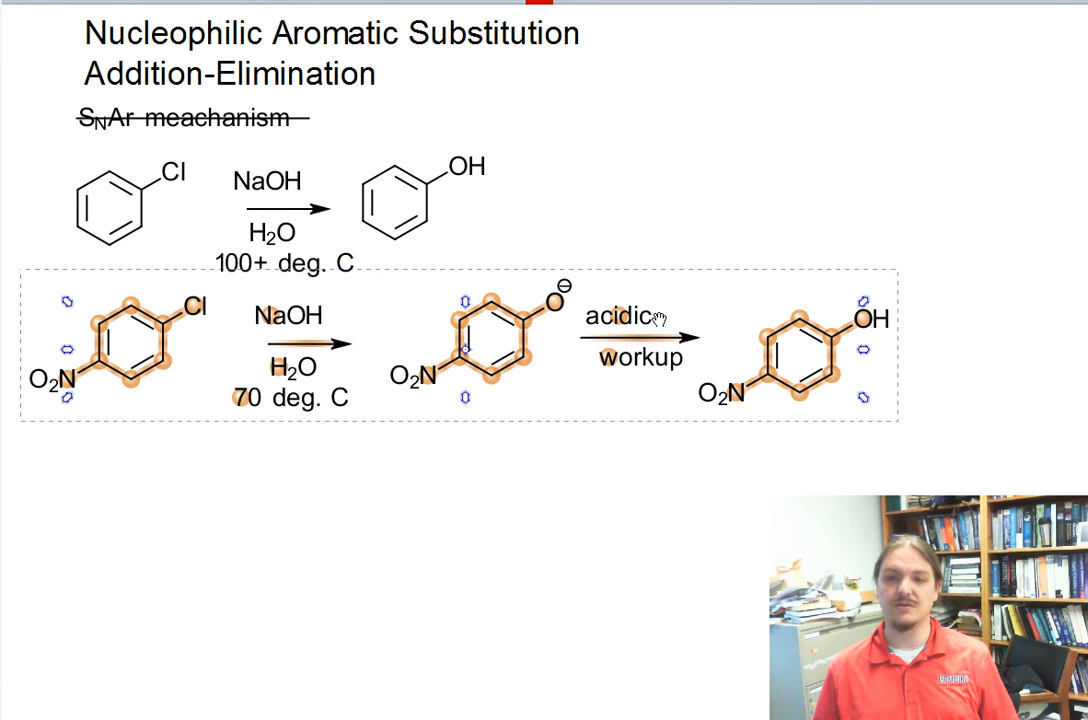 Nucleophilic Aromatic Substitution
Addition-Elimination
SNAr meachanism
Cl
NaOH
H2O
100+ deg. C
OH
Cl
O2N
NaOH
H2O
70 deg. C
O⊖
O2N
acidic
workup
OH
O2N